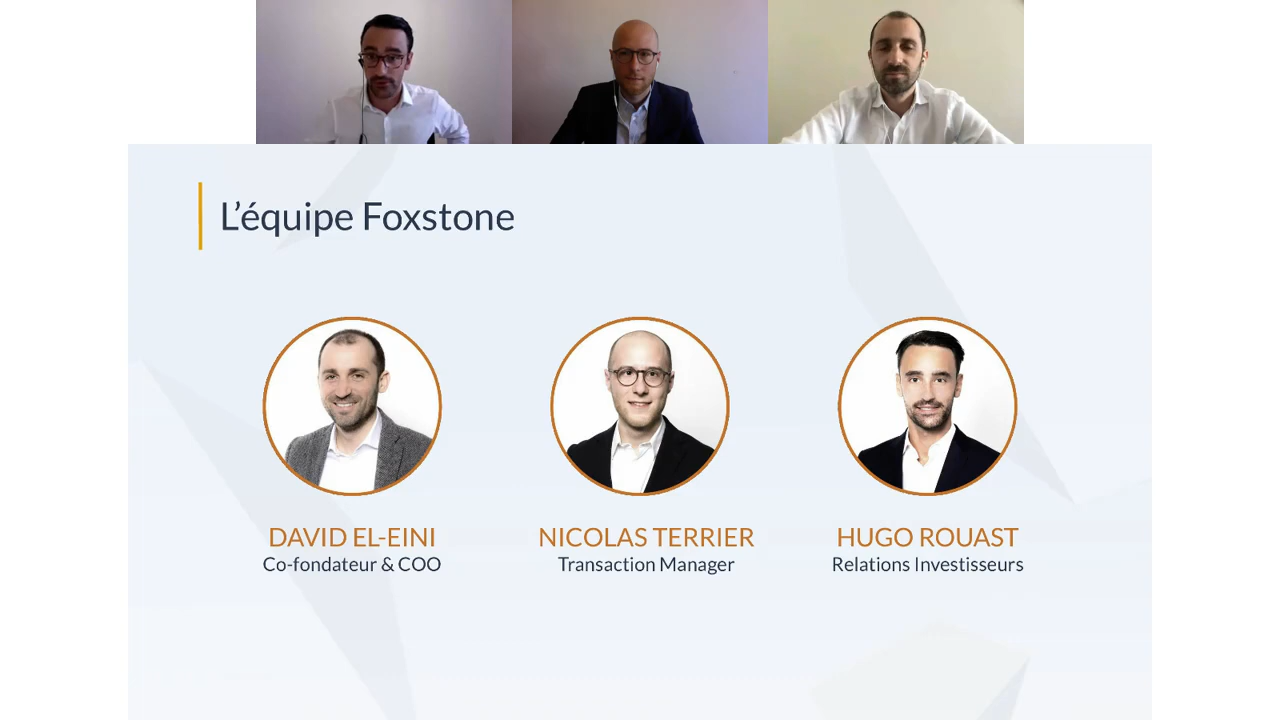 L’équipe Foxstone
DAVID EL-EINI
Co-fondateur & COO
NICOLAS TERRIER
Transaction Manager
HUGO ROUAST
Relations Investisseurs